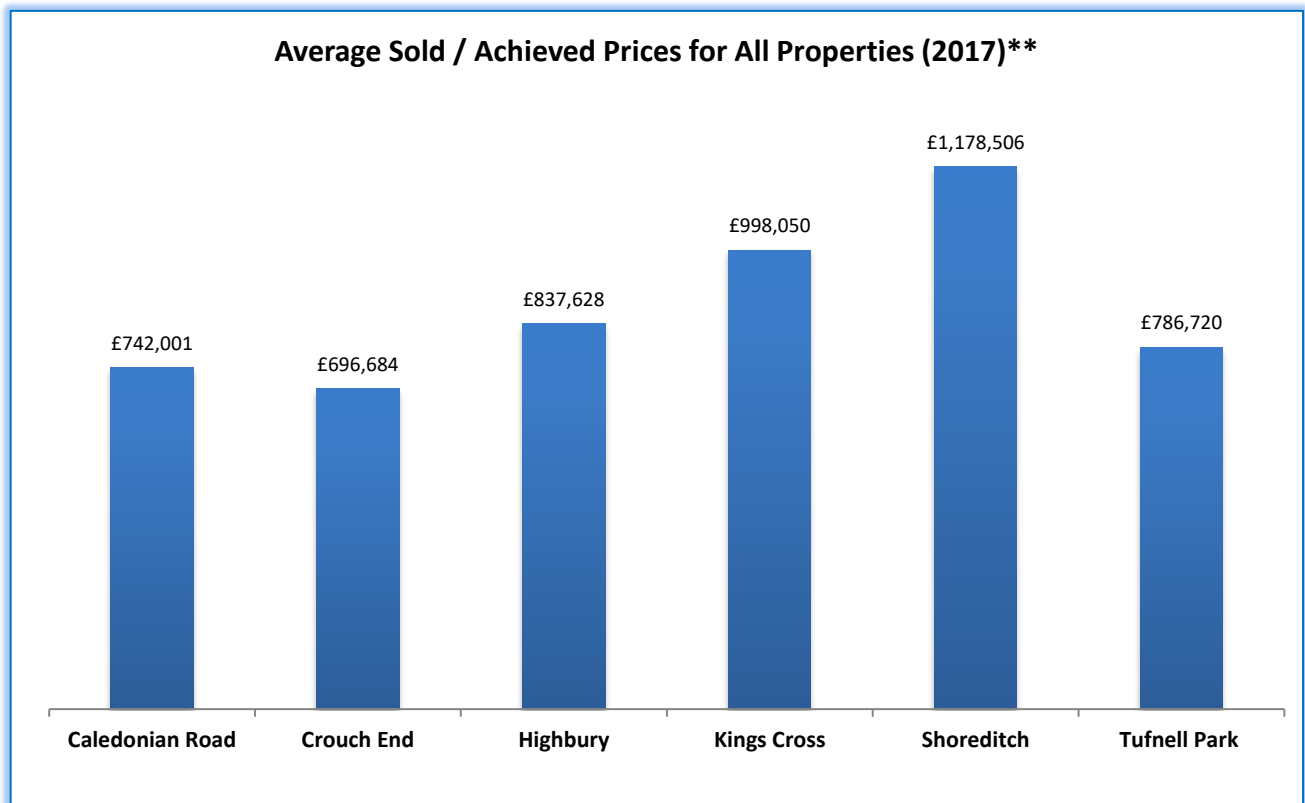 Average Sold / Achieved Prices for All Properties (2017)**
£742,001
£696,684
£837,628
£998,050
£1,178,506
£786,720
Caledonian Road
Crouch End
Highbury
Kings Cross
Shoreditch
Tufnell Park